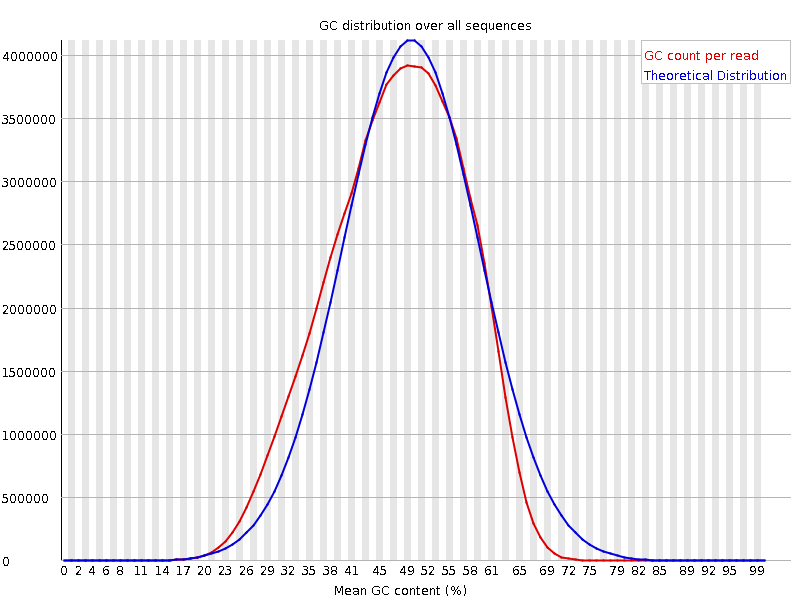 GC distribution over all sequences
GC count per read
Theoretical Distribution
4000000
3500000
3000000
2500000
2000000
1500000
1000000
500000
0
0 2 4 6 8 11 14 17 20 23 26 29 32 35 38 41 45 49 52 55 58 61 65 69 72 75 79 82 85 89 92 95 99
Mean GC content (%)